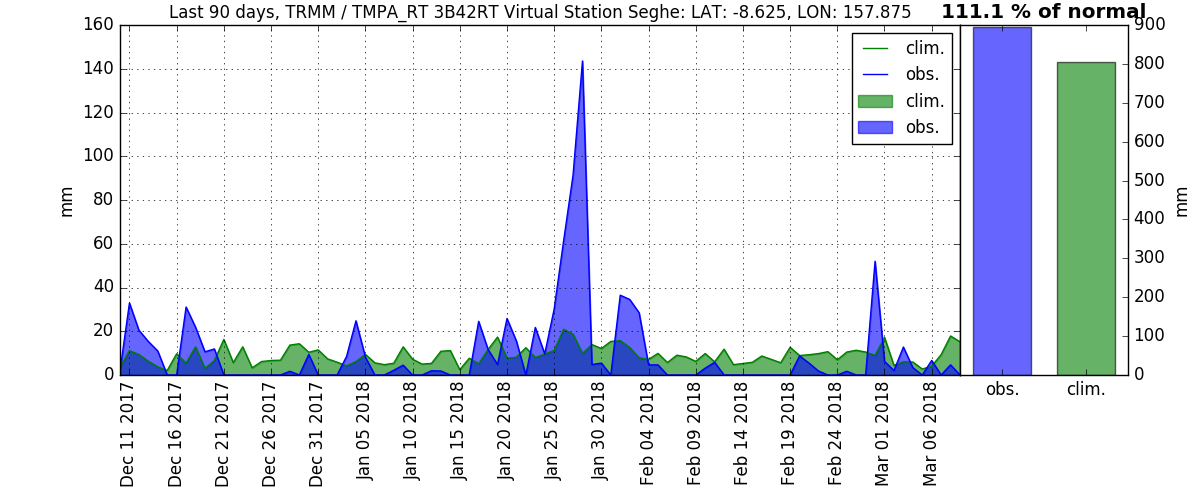 Last 90 days, TRMM / TMPA_RT 3B42RT Virtual Station Seghe: LAT: -8.625, LON: 157.875
111.1 % of normal
160
140
120
100
80
60
40
20
0
mm
clim.
obs.
clim.
obs.
900
800
700
600
500
400
300
200
100
0
mm
obs.
clim.
Dec 11 2017
Dec 16 2017
Dec 21 2017
Dec 26 2017
Dec 31 2017
Jan 05 2018
Jan 10 2018
Jan 15 2018
Jan 20 2018
Jan 25 2018
Jan 30 2018
Feb 04 2018
Feb 09 2018
Feb 14 2018
Feb 19 2018
Feb 24 2018
Mar 01 2018
Mar 06 2018